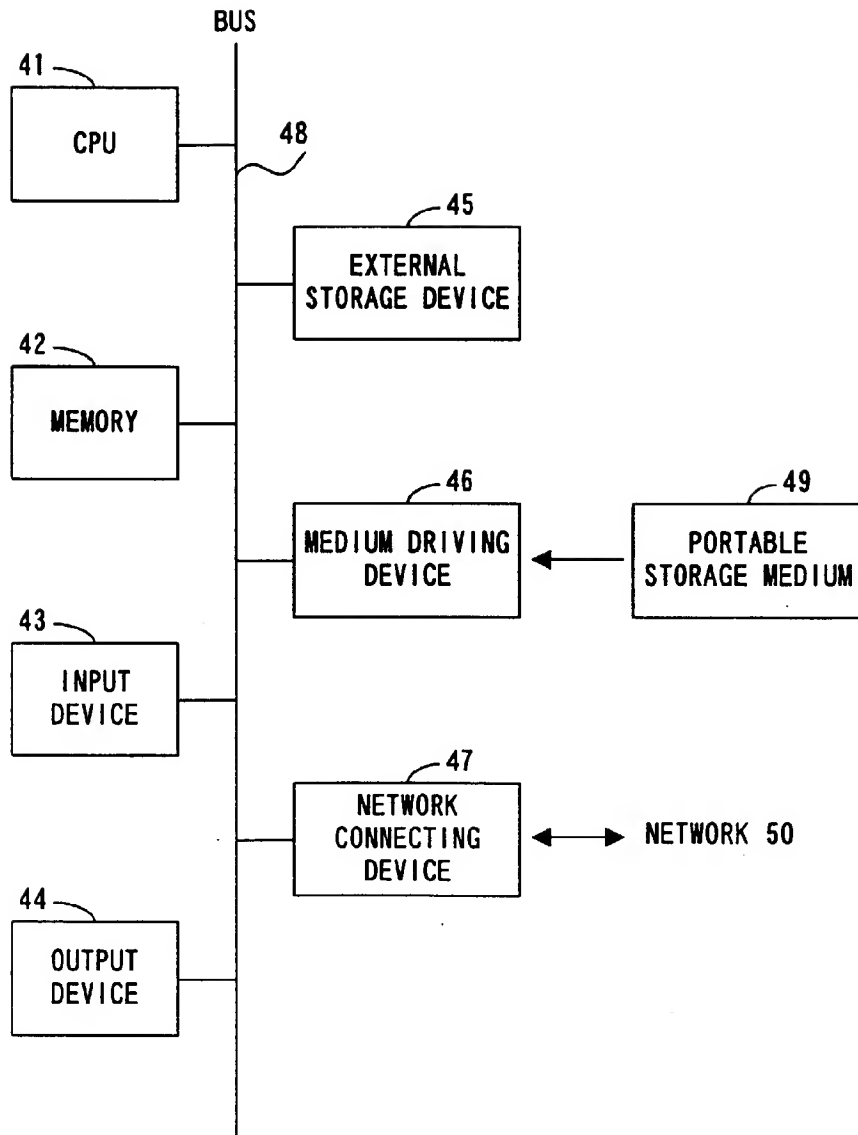 BUS
41
CPU
48
45
EXTERNAL
STORAGE DEVICE
42
MEMORY
46
MEDIUM DRIVING
DEVICE
49
PORTABLE
STORAGE MEDIUM
43
INPUT
DEVICE
47
NETWORK
CONNECTING
DEVICE
NETWORK 50
44
OUTPUT
DEVICE